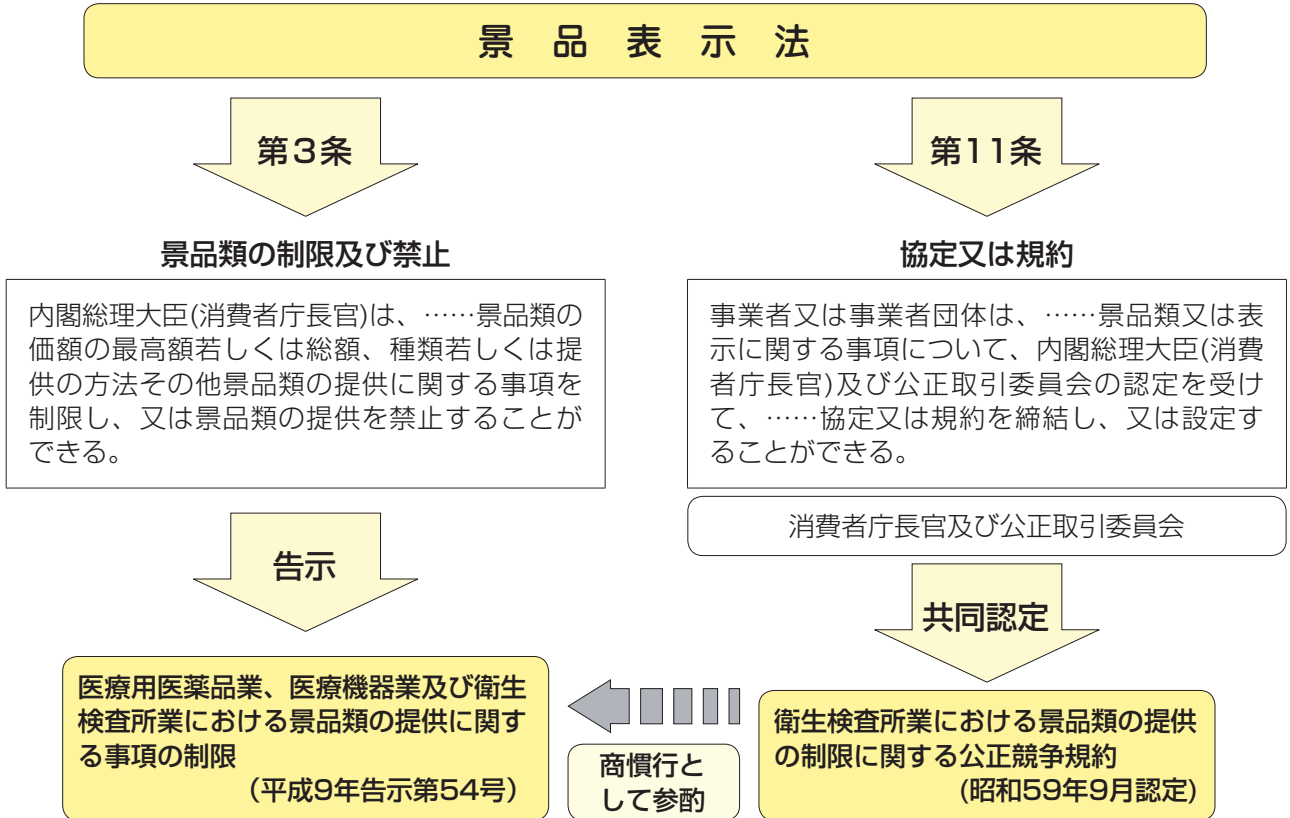 景品表示法
第3条
景品類の制限及び禁止
内閣総理大臣(消費者庁長官)は、……景品類の
価額の最高額若しくは総額、種類若しくは提
供の方法その他景品類の提供に関する事項を
制限し、又は景品類の提供を禁止することが
できる。
告示
医療用医薬品業、医療機器業及び衛生
検査所業における景品類の提供に関す
る事項の制限
(平成9年告示第54号)
第11条
協定又は規約
事業者又は事業者団体は、……景品類又は表
示に関する事項について、内閣総理大臣(消費
者庁長官)及び公正取引委員会の認定を受け
て、……協定又は規約を締結し、又は設定す
ることができる。
消費者庁長官及び公正取引委員会
共同認定
衛生検査所業における景品類の提供
の制限に関する公正競争規約
(昭和59年9月認定)
商慣行と
して参酌